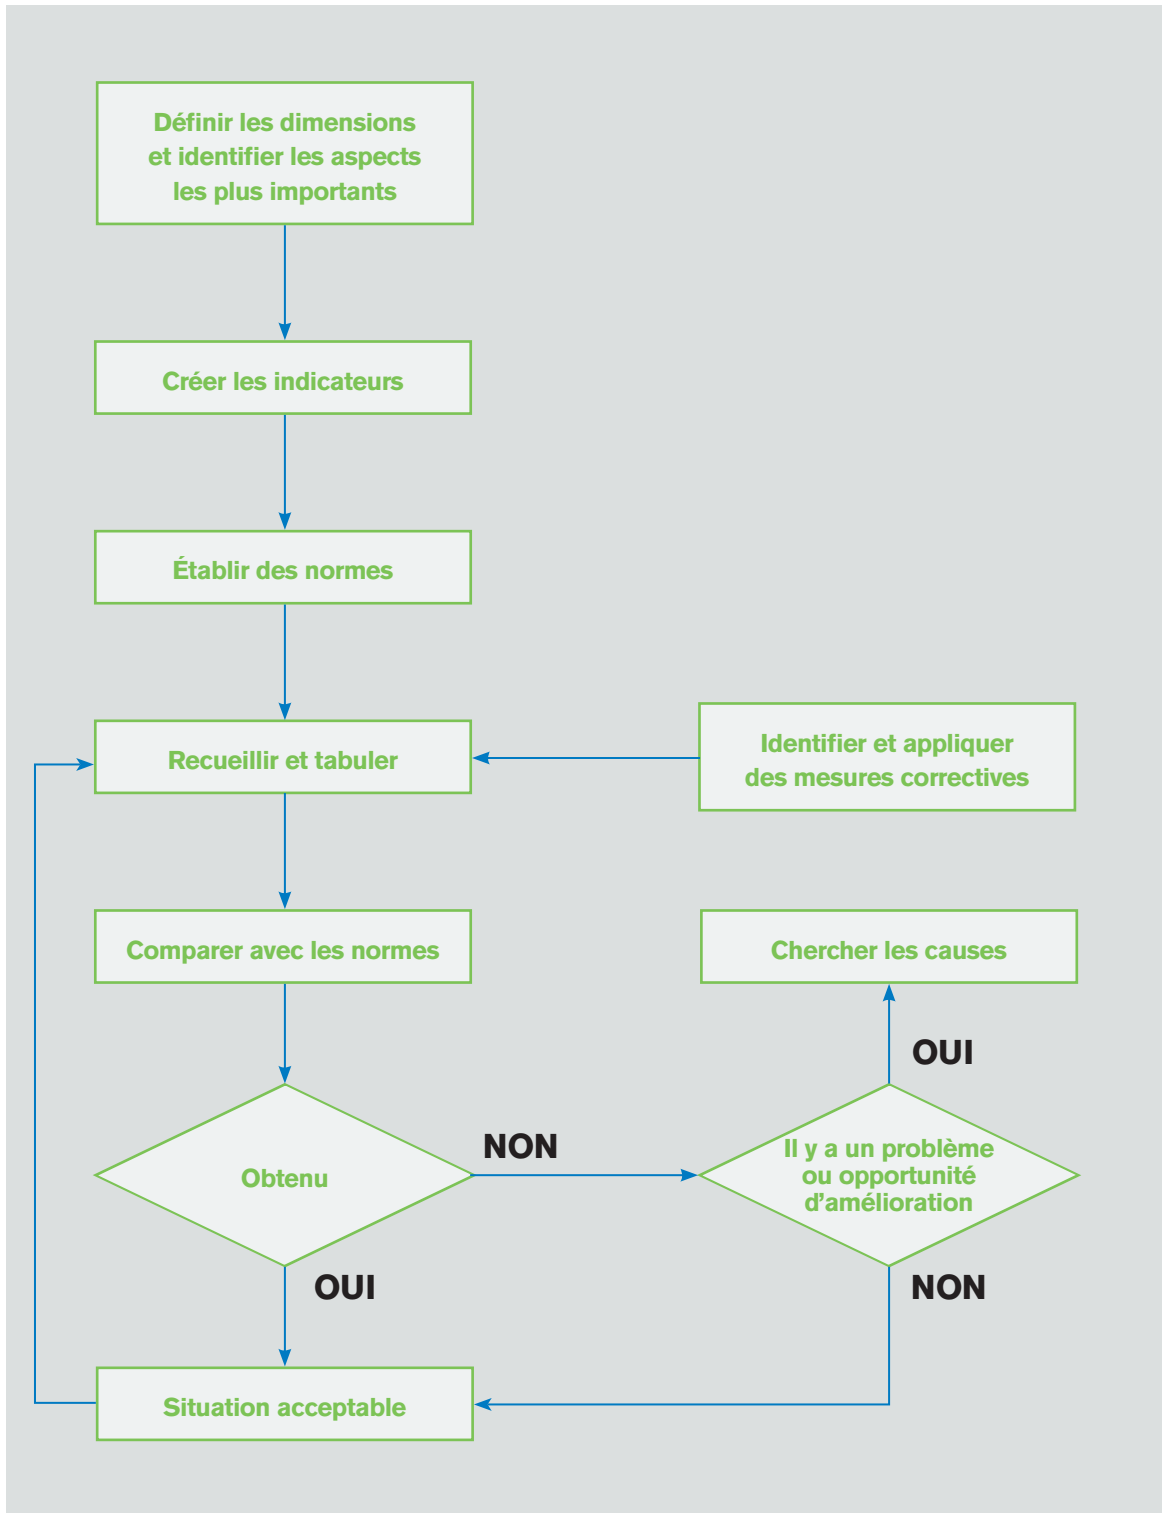 Définir les dimensions
et identifier les aspects
les plus importants
Créer les indicateurs
Établir des normes
Recueillir et tabuler
Identifier et appliquer
des mesures correctives
Comparer avec les normes
Chercher les causes
OUI
Obtenu
NON
Il y a un problème
ou opportunité
d’amélioration
OUI
NON
Situation acceptable